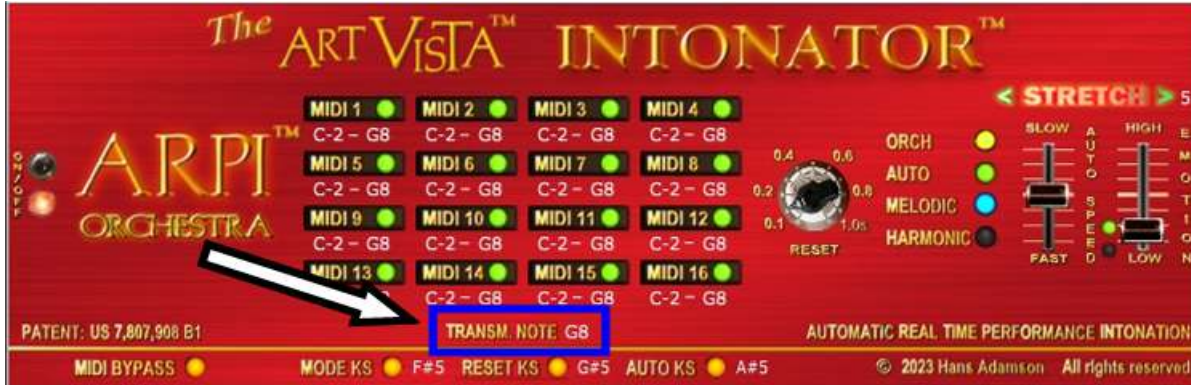 The ART VISTA™ INTONATOR™
< STRETCH > 5
MIDI 1 MIDI 2 MIDI 3 MIDI 4
C-2 - G8 C-2 - G8 C-2 - G8 C-2 - G8
MIDI 5 MIDI 6 MIDI 7 MIDI 8
C-2 - G8 C-2 - G8 C-2 - G8 C-2 - G8
MIDI 9 MIDI 10 MIDI 11 MIDI 12
C-2 - G8 C-2 - G8 C-2 - G8 C-2 - G8
MIDI 13 MIDI 14 MIDI 15 MIDI 16
C-2 - G8 C-2 - G8 C-2 - G8
ON/OFF
ARPI™
ORCHESTRA
0.1 0.2 0.4 0.6 0.8 1.0s
RESET
ORCH
AUTO
MELODIC
HARMONIC
SLOW
FAST
AUTO SPEED
HIGH
LOW
EMOTION
PATENT: US 7,807,908 B1
TRANSM. NOTE G8
AUTOMATIC REAL TIME PERFORMANCE INTONATION
MIDI BYPASS MODE KS F#5 RESET KS G#5 AUTO KS A#5
© 2023 Hans Adamson All rights reserved